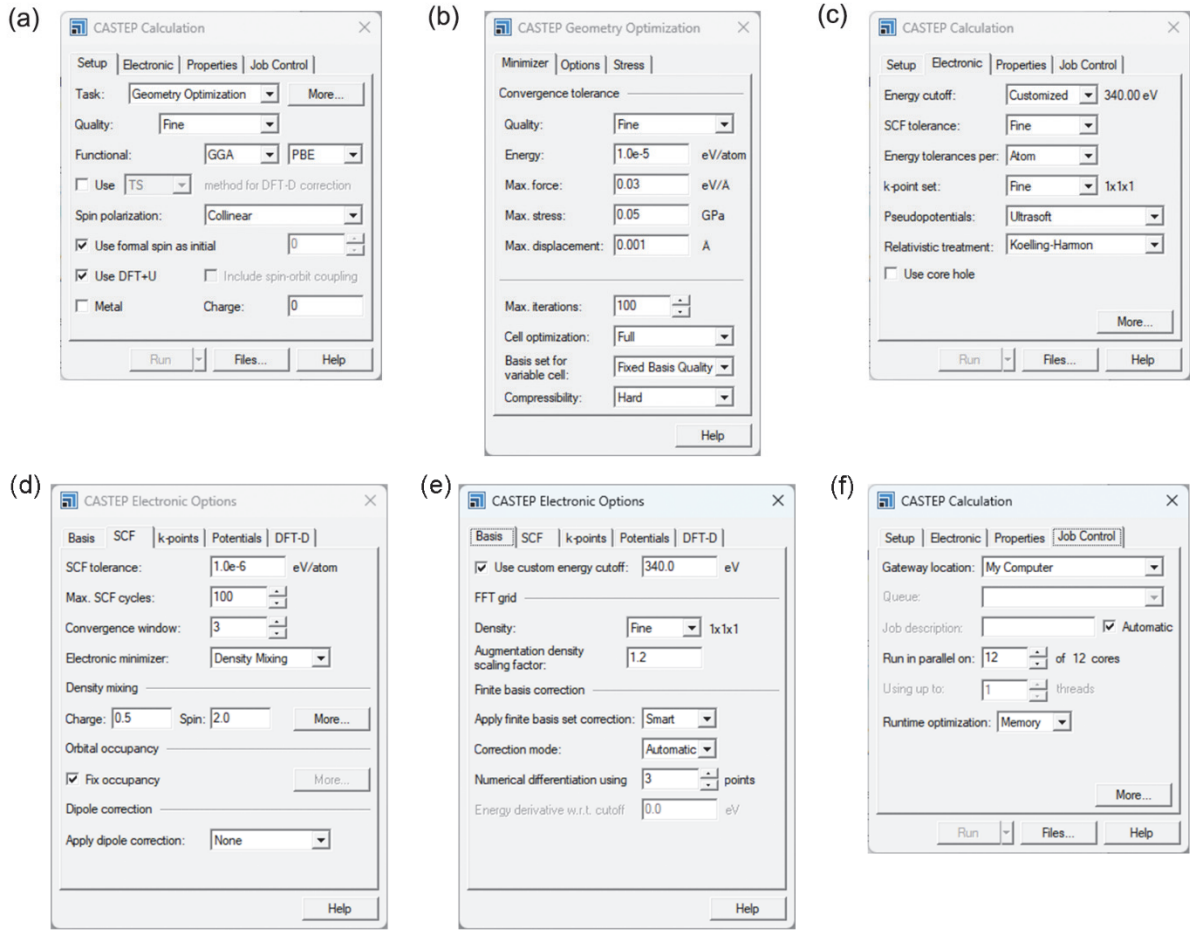 (a)
CASTEP Calculation
Setup Electronic Properties Job Control
Task: Geometry Optimization More...
Quality: Fine
Functional: GGA PBE
Use TS method for DFT-D correction
Spin polarization: Collinear
Use formal spin as initial 0
Use DFT+U Include spin-orbit coupling
Metal Charge: 0
Run Files... Help
(b)
CASTEP Geometry Optimization
Minimizer Options Stress
Convergence tolerance
Quality: Fine
Energy: 1.0e-5 eV/atom
Max. force: 0.03 eV/A
Max. stress: 0.05 GPa
Max. displacement: 0.001 A
Max. iterations: 100
Cell optimization: Full
Basis set for
variable cell: Fixed Basis Quality
Compressibility: Hard
Help
(c)
CASTEP Calculation
Setup Electronic Properties Job Control
Energy cutoff: Customized 340.00 eV
SCF tolerance: Fine
Energy tolerances per: Atom
k-point set: Fine 1x1x1
Pseudopotentials: Ultrasoft
Relativistic treatment: Koelling-Harmon
Use core hole
More...
Run Files... Help
(d)
CASTEP Electronic Options
Basis SCF k-points Potentials DFT-D
SCF tolerance: 1.0e-6 eV/atom
Max. SCF cycles: 100
Convergence window: 3
Electronic minimizer: Density Mixing
Density mixing
Charge: 0.5 Spin: 2.0 More...
Orbital occupancy
Fix occupancy More...
Dipole correction
Apply dipole correction: None
Help
(e)
CASTEP Electronic Options
Basis SCF k-points Potentials DFT-D
Use custom energy cutoff: 340.0 eV
FFT grid
Density: Fine 1x1x1
Augmentation density
scaling factor: 1.2
Finite basis correction
Apply finite basis set correction: Smart
Correction mode: Automatic
Numerical differentiation using 3 points
Energy derivative w.r.t. cutoff 0.0 eV
Help
(f)
CASTEP Calculation
Setup Electronic Properties Job Control
Gateway location: My Computer
Queue:
Job description: Automatic
Run in parallel on: 12 of 12 cores
Using up to: 1 threads
Runtime optimization: Memory
More...
Run Files... Help